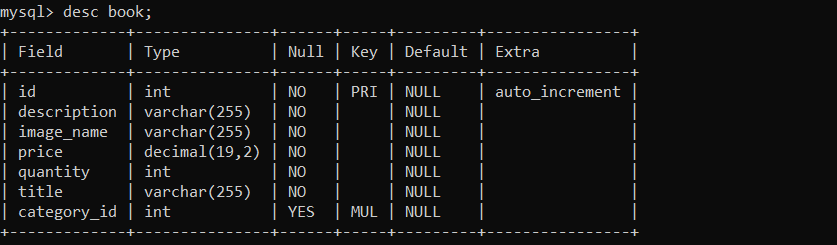 mysql> desc book;
+-------------+---------------+------+-----+---------+----------------+
| Field       | Type          | Null | Key | Default | Extra          |
+-------------+---------------+------+-----+---------+----------------+
| id          | int           | NO   | PRI | NULL    | auto_increment |
| description | varchar(255)  | NO   |     | NULL    |                |
| image_name  | varchar(255)  | NO   |     | NULL    |                |
| price       | decimal(19,2) | NO   |     | NULL    |                |
| quantity    | int           | NO   |     | NULL    |                |
| title       | varchar(255)  | NO   |     | NULL    |                |
| category_id | int           | YES  | MUL | NULL    |                |
+-------------+---------------+------+-----+---------+----------------+